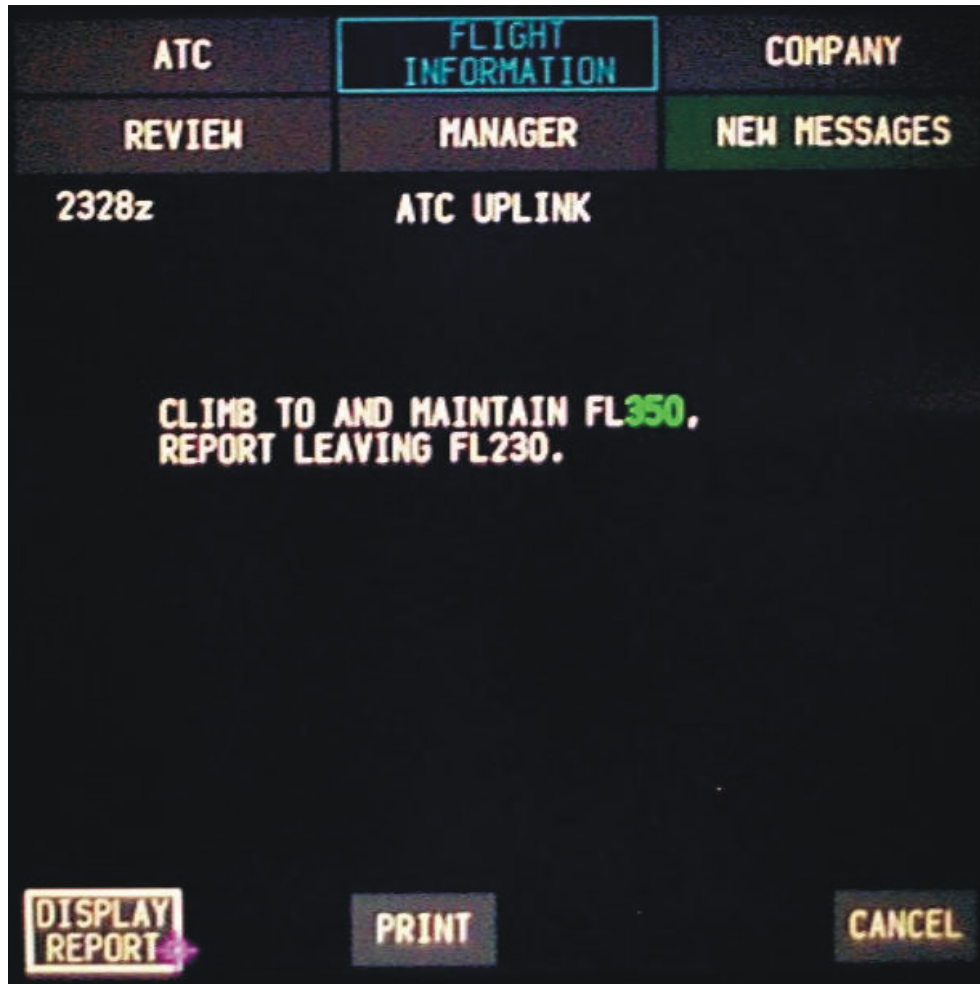 ATC
FLIGHT
INFORMATION
COMPANY
REVIEW
MANAGER
NEW MESSAGES
2328z
ATC UPLINK
CLIMB TO AND MAINTAIN FL350,
REPORT LEAVING FL230.
DISPLAY
REPORT
PRINT
CANCEL